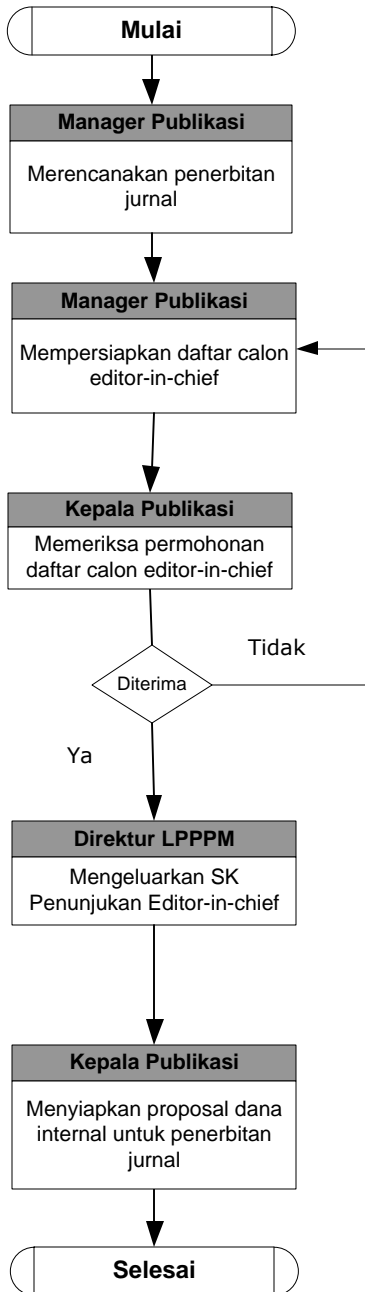 Mulai
Manager Publikasi
Merencanakan penerbitan
jurnal
Manager Publikasi
Mempersiapkan daftar calon
editor-in-chief
Kepala Publikasi
Memeriksa permohonan
daftar calon editor-in-chief
Tidak
Diterima
Ya
Direktur LPPPM
Mengeluarkan SK
Penunjukan Editor-in-chief
Kepala Publikasi
Menyiapkan proposal dana
internal untuk penerbitan
jurnal
Selesai